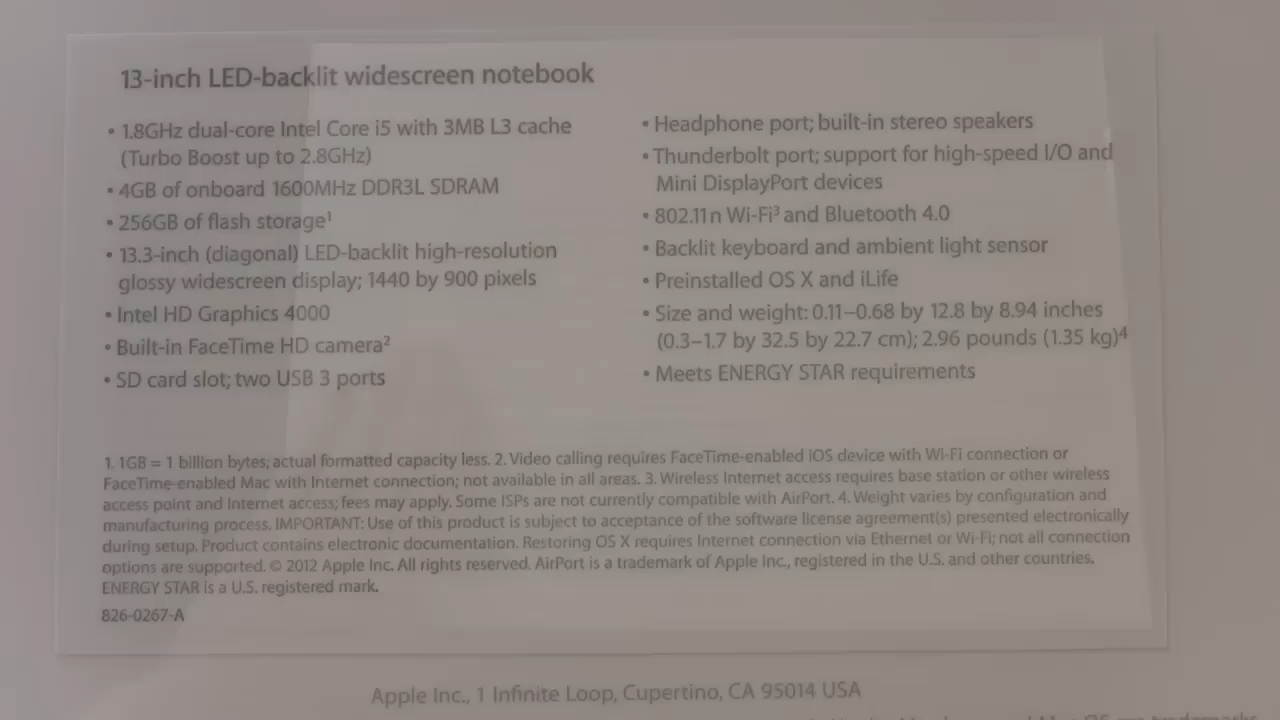 13-inch LED-backlit widescreen notebook
• 1.8GHz dual-core Intel Core i5 with 3MB L3 cache
(Turbo Boost up to 2.8GHz)
• 4GB of onboard 1600MHz DDR3L SDRAM
• 256GB of flash storage¹
• 13.3-inch (diagonal) LED-backlit high-resolution
glossy widescreen display; 1440 by 900 pixels
• Intel HD Graphics 4000
• Built-in FaceTime HD camera²
• SD card slot; two USB 3 ports
• Headphone port; built-in stereo speakers
• Thunderbolt port; support for high-speed I/O and
Mini DisplayPort devices
• 802.11n Wi-Fi³ and Bluetooth 4.0
• Backlit keyboard and ambient light sensor
• Preinstalled OS X and iLife
• Size and weight: 0.11–0.68 by 12.8 by 8.94 inches
(0.3–1.7 by 32.5 by 22.7 cm); 2.96 pounds (1.35 kg)⁴
• Meets ENERGY STAR requirements
1. 1GB = 1 billion bytes; actual formatted capacity less. 2. Video calling requires FaceTime-enabled iOS device with Wi-Fi connection or
FaceTime-enabled Mac with Internet connection; not available in all areas. 3. Wireless Internet access requires base station or other wireless
access point and Internet access; fees may apply. Some ISPs are not currently compatible with AirPort. 4. Weight varies by configuration and
manufacturing process. IMPORTANT: Use of this product is subject to acceptance of the software license agreement(s) presented electronically
during setup. Product contains electronic documentation. Restoring OS X requires Internet connection via Ethernet or Wi-Fi; not all connection
options are supported. © 2012 Apple Inc. All rights reserved. AirPort is a trademark of Apple Inc., registered in the U.S. and other countries.
ENERGY STAR is a U.S. registered mark.
826-0267-A
Apple Inc., 1 Infinite Loop, Cupertino, CA 95014 USA